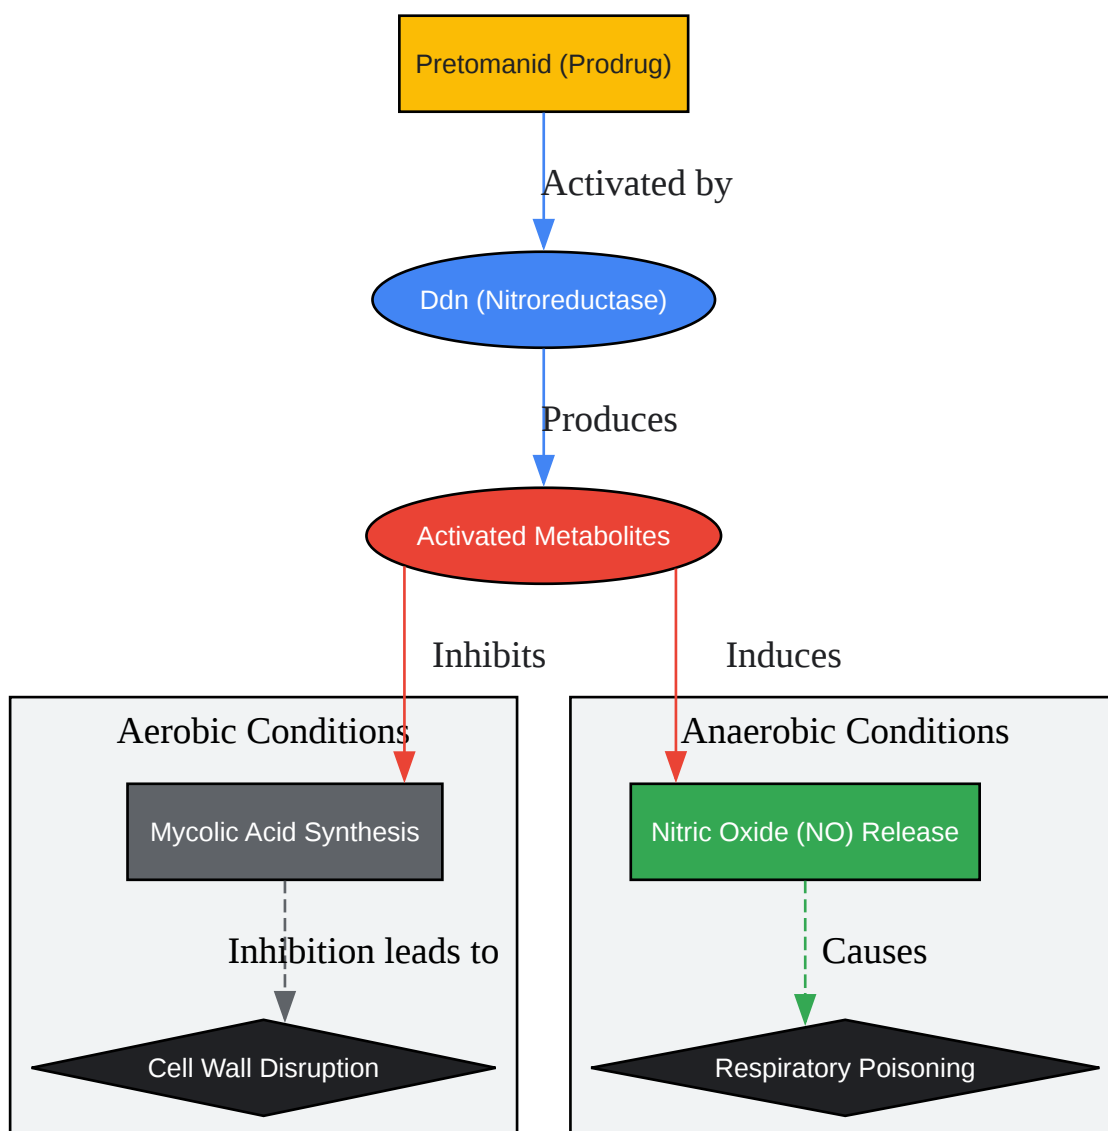 Pretomanid (Prodrug)
Activated by
Ddn (Nitroreductase)
Produces
Activated Metabolites
Inhibits
Induces
Aerobic Conditions
Anaerobic Conditions
Mycolic Acid Synthesis
Nitric Oxide (NO) Release
Inhibition leads to
Causes
Cell Wall Disruption
Respiratory Poisoning